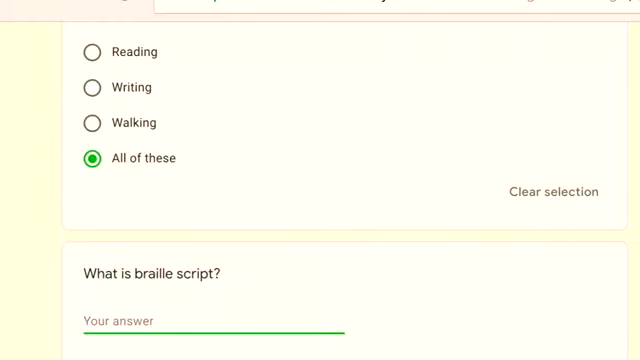 Reading
Writing
Walking
All of these
Clear selection
What is braille script?
Your answer